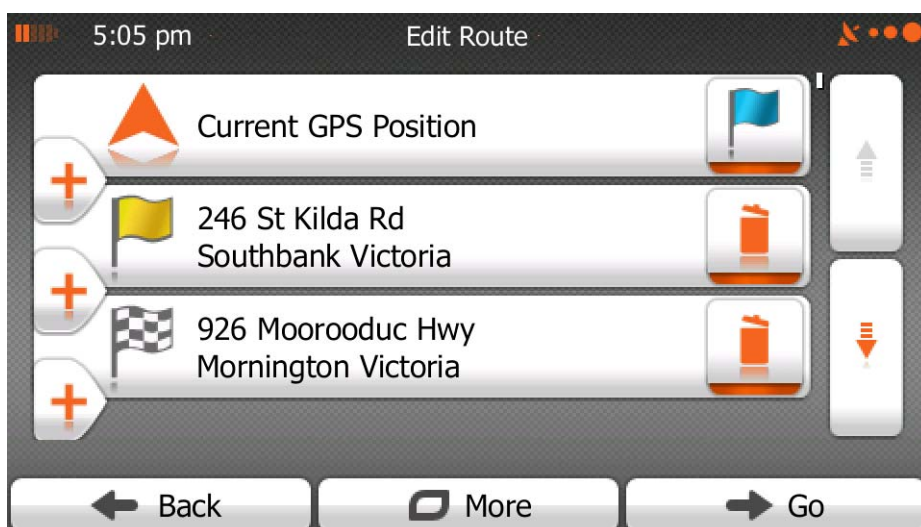 5:05 pm
Edit Route
Current GPS Position
246 St Kilda Rd
Southbank Victoria
926 Moorooduc Hwy
Mornington Victoria
Back
More
Go